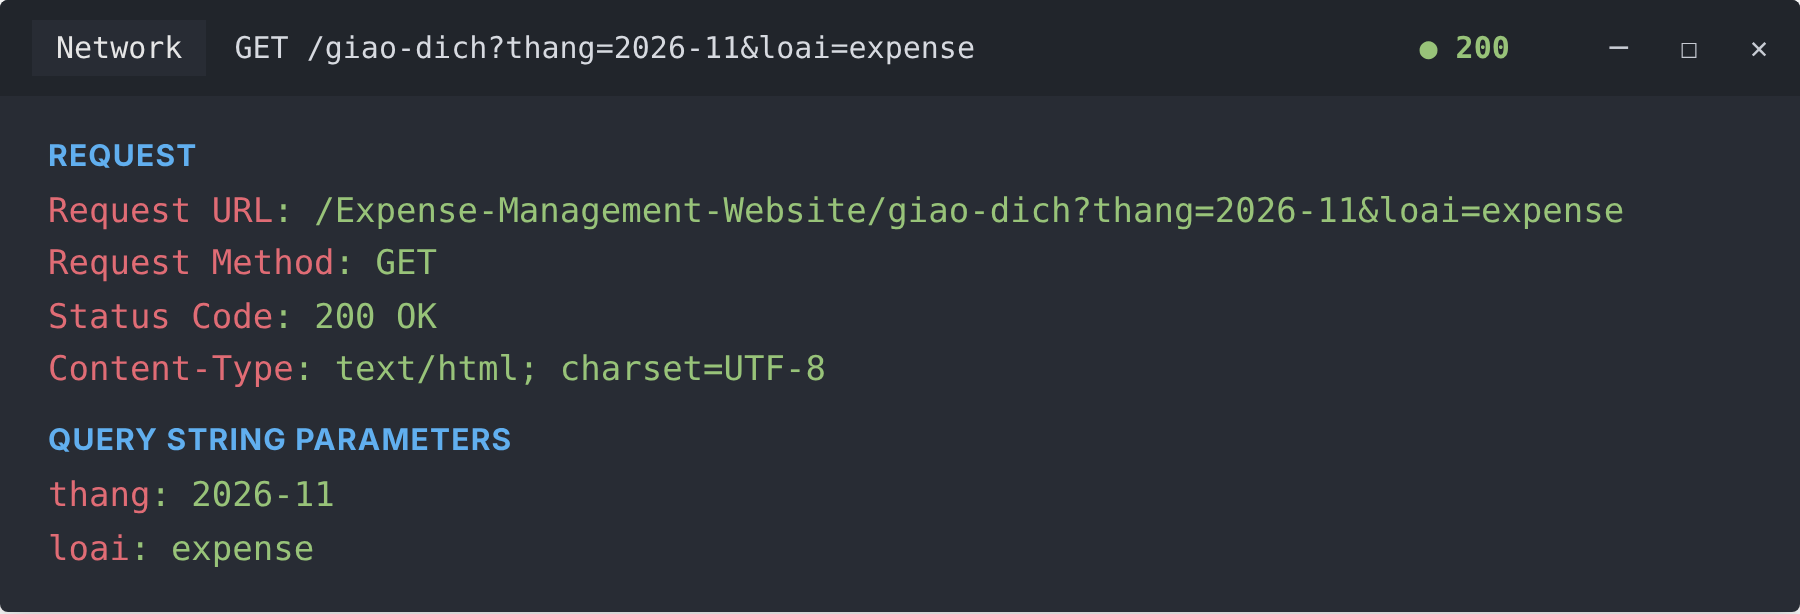 Network GET /giao-dich?thang=2026-11&loai=expense ● 200
REQUEST
Request URL: /Expense-Management-Website/giao-dich?thang=2026-11&loai=expense
Request Method: GET
Status Code: 200 OK
Content-Type: text/html; charset=UTF-8
QUERY STRING PARAMETERS
thang: 2026-11
loai: expense